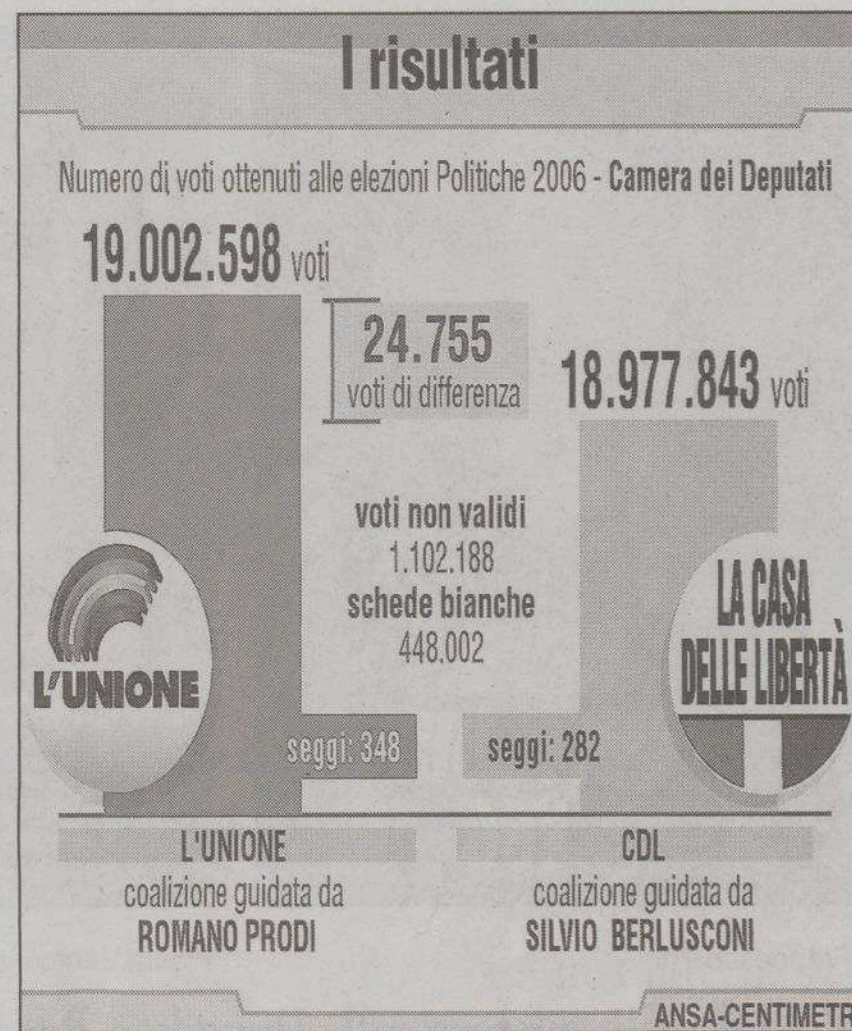 I risultati
Numero di voti ottenuti alle elezioni Politiche 2006 - Camera dei Deputati
19.002.598 voti
24.755
voti di differenza
18.977.843 voti
voti non validi
1.102.188
schede bianche
448.002
L'UNIONE
LA CASA
DELLE LIBERTÀ
seggi: 348
seggi: 282
L'UNIONE
coalizione guidata da
ROMANO PRODI
CDL
coalizione guidata da
SILVIO BERLUSCONI
ANSA-CENTIMETR